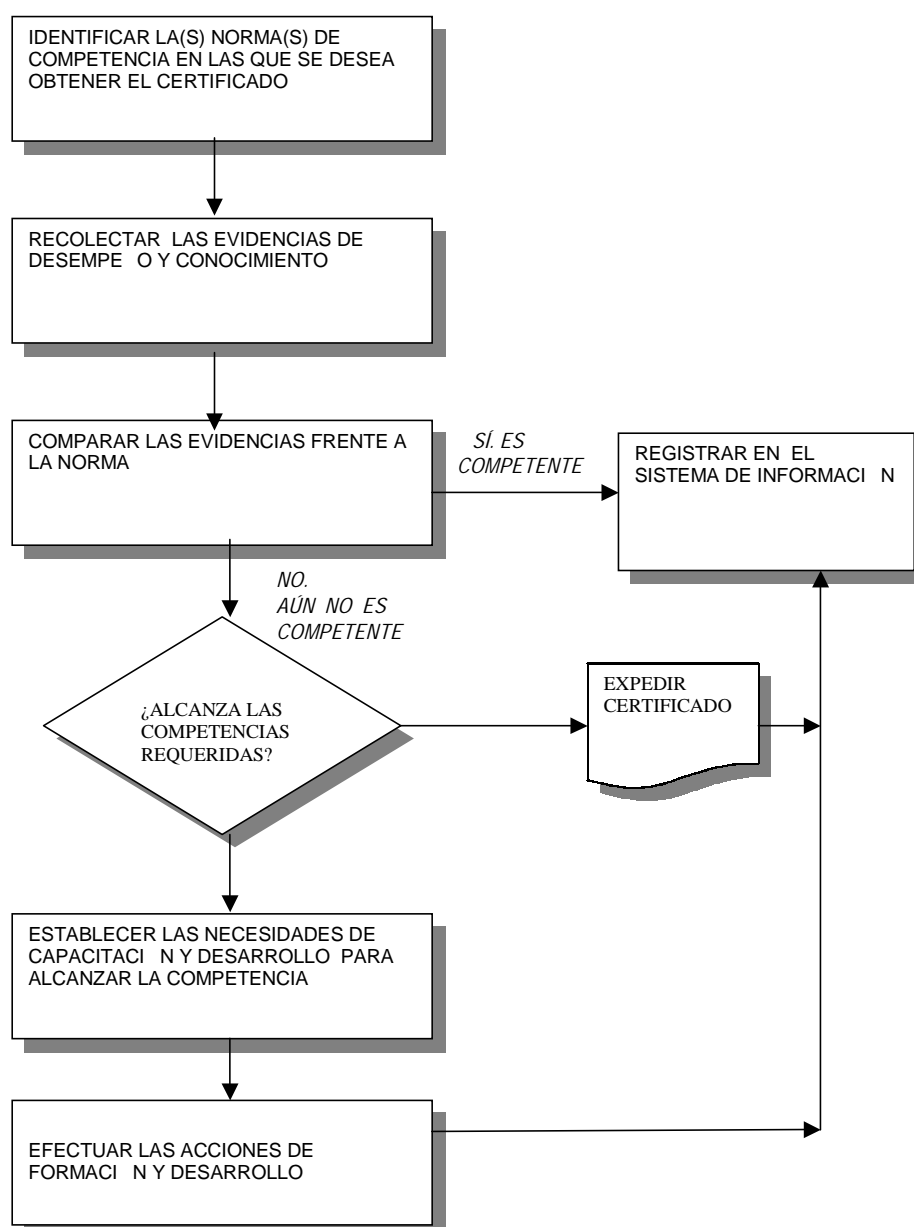 IDENTIFICAR LA(S) NORMA(S) DE
COMPETENCIA EN LAS QUE SE DESEA
OBTENER EL CERTIFICADO
RECOLECTAR LAS EVIDENCIAS DE
DESEMPE O Y CONOCIMIENTO
COMPARAR LAS EVIDENCIAS FRENTE A
LA NORMA
SÍ. ES
COMPETENTE
REGISTRAR EN EL
SISTEMA DE INFORMACI N
NO.
AÚN NO ES
COMPETENTE
¿ALCANZA LAS
COMPETENCIAS
REQUERIDAS?
EXPEDIR
CERTIFICADO
ESTABLECER LAS NECESIDADES DE
CAPACITACI N Y DESARROLLO PARA
ALCANZAR LA COMPETENCIA
EFECTUAR LAS ACCIONES DE
FORMACI N Y DESARROLLO